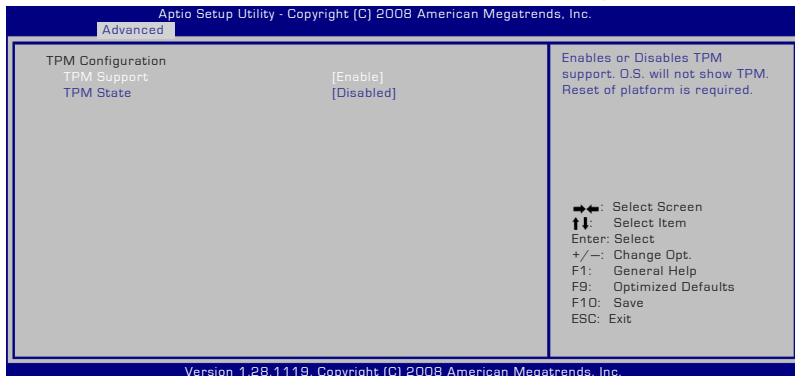 Aptio Setup Utility - Copyright (C) 2008 American Megatrends, Inc.
Advanced
TPM Configuration
TPM Support [Enable]
TPM State [Disabled]
Enables or Disables TPM
support. O.S. will not show TPM.
Reset of platform is required.
→←: Select Screen
↑↓: Select Item
Enter: Select
+/—: Change Opt.
F1: General Help
F9: Optimized Defaults
F10: Save
ESC: Exit
Version 1.28.1119. Copyright (C) 2008 American Megatrends, Inc.